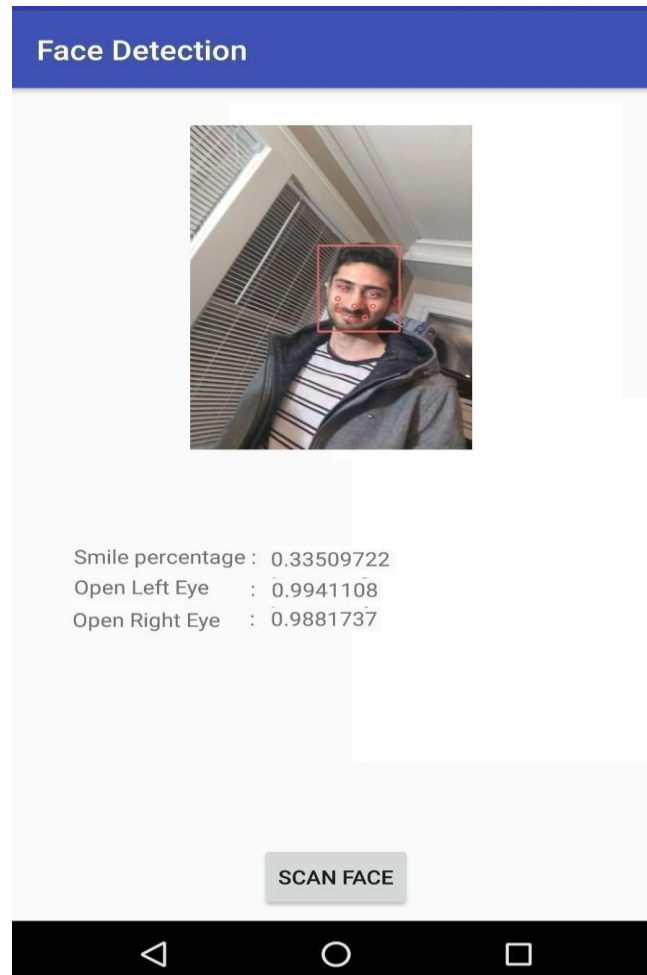 Face Detection
Smile percentage : 0.33509722
Open Left Eye : 0.9941108
Open Right Eye : 0.9881737
SCAN FACE